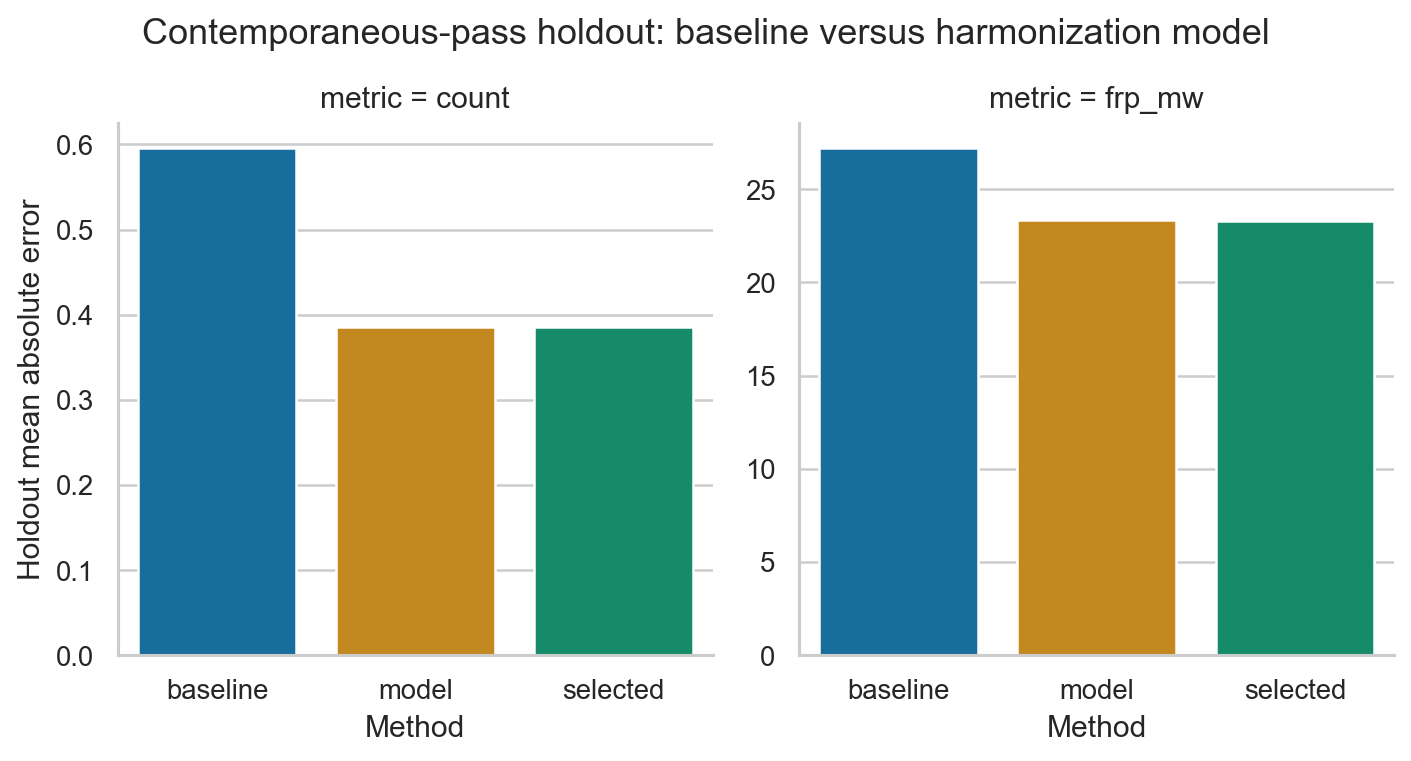 Contemporaneous-pass holdout: baseline versus harmonization model
metric = count
Holdout mean absolute error
0.6
0.5
0.4
0.3
0.2
0.1
0.0
baseline model selected
Method
metric = frp_mw
25
20
15
10
5
0
baseline model selected
Method